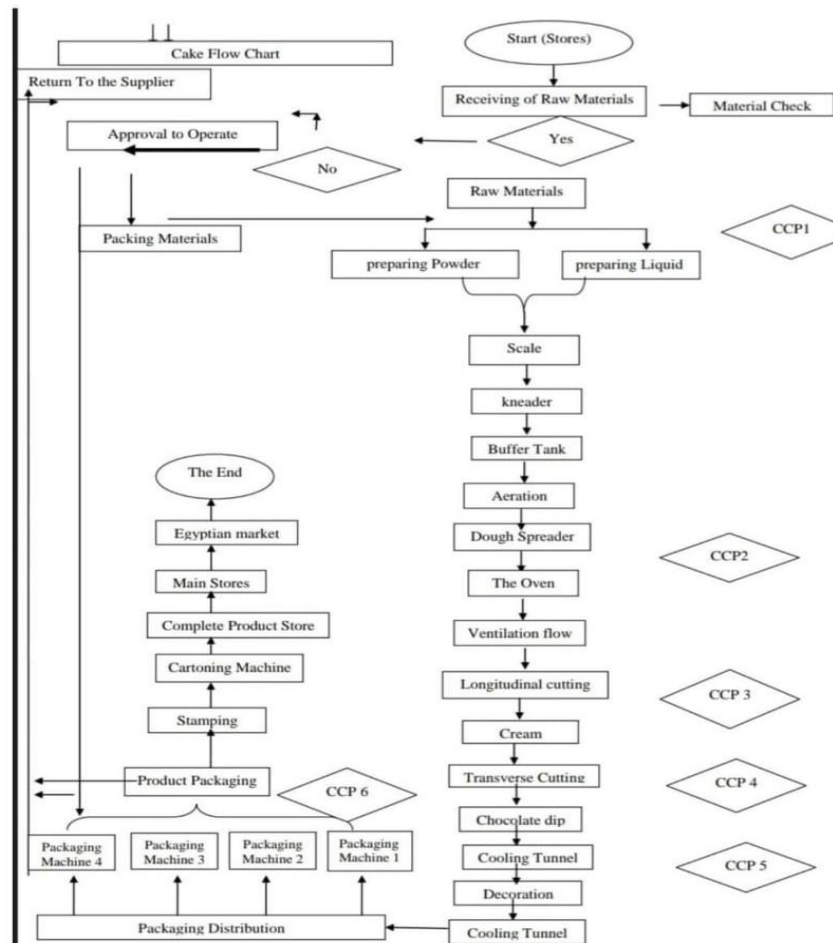 Cake Flow Chart
Start (Stores)
Return To the Supplier
Receiving of Raw Materials
Material Check
Approval to Operate
Yes
No
Raw Materials
Packing Materials
CCP1
preparing Powder
preparing Liquid
Scale
kneader
Buffer Tank
The End
Aeration
Egyptian market
Dough Spreader
CCP2
Main Stores
The Oven
Complete Product Store
Ventilation flow
Cartoning Machine
Longitudinal cutting
CCP 3
Stamping
Cream
Product Packaging
CCP 6
Transverse Cutting
CCP 4
Chocolate dip
Packaging
Machine 4
Packaging
Machine 3
Packaging
Machine 2
Packaging
Machine 1
Cooling Tunnel
CCP 5
Decoration
Packaging Distribution
Cooling Tunnel